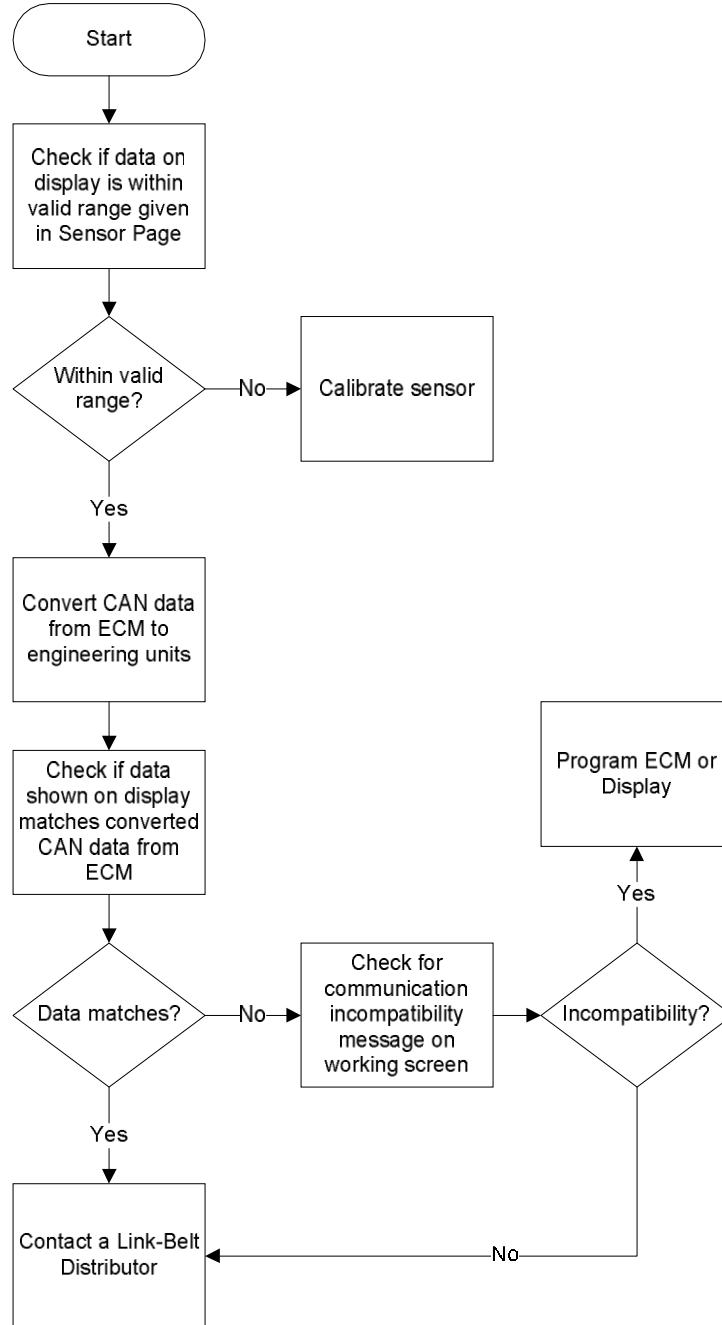 Start
Check if data on
display is within
valid range given
in Sensor Page
Within valid
range?
No
Calibrate sensor
Yes
Convert CAN data
from ECM to
engineering units
Check if data
shown on display
matches converted
CAN data from
ECM
Program ECM or
Display
Yes
Data matches?
No
Check for
communication
incompatibility
message on
working screen
Incompatibility?
Yes
Contact a Link-Belt
Distributor
No